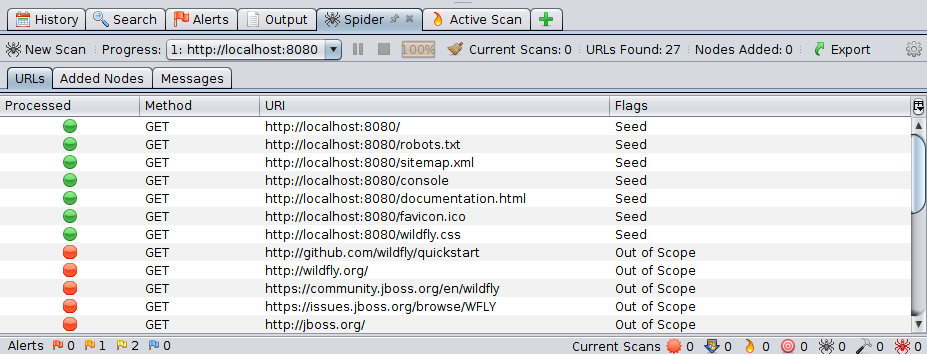 History Search Alerts Output Spider Active Scan
New Scan Progress: 1: http://localhost:8080 100% Current Scans: 0 URLs Found: 27 Nodes Added: 0 Export
URLs Added Nodes Messages
Processed Method URI Flags
GET http://localhost:8080/ Seed
GET http://localhost:8080/robots.txt Seed
GET http://localhost:8080/sitemap.xml Seed
GET http://localhost:8080/console Seed
GET http://localhost:8080/documentation.html Seed
GET http://localhost:8080/favicon.ico Seed
GET http://localhost:8080/wildfly.css Seed
GET http://github.com/wildfly/quickstart Out of Scope
GET http://wildfly.org/ Out of Scope
GET https://community.jboss.org/en/wildfly Out of Scope
GET https://issues.jboss.org/browse/WFLY Out of Scope
GET http://jboss.org/ Out of Scope
Alerts 0 1 2 0 Current Scans 0 0 0 0 0 0 0